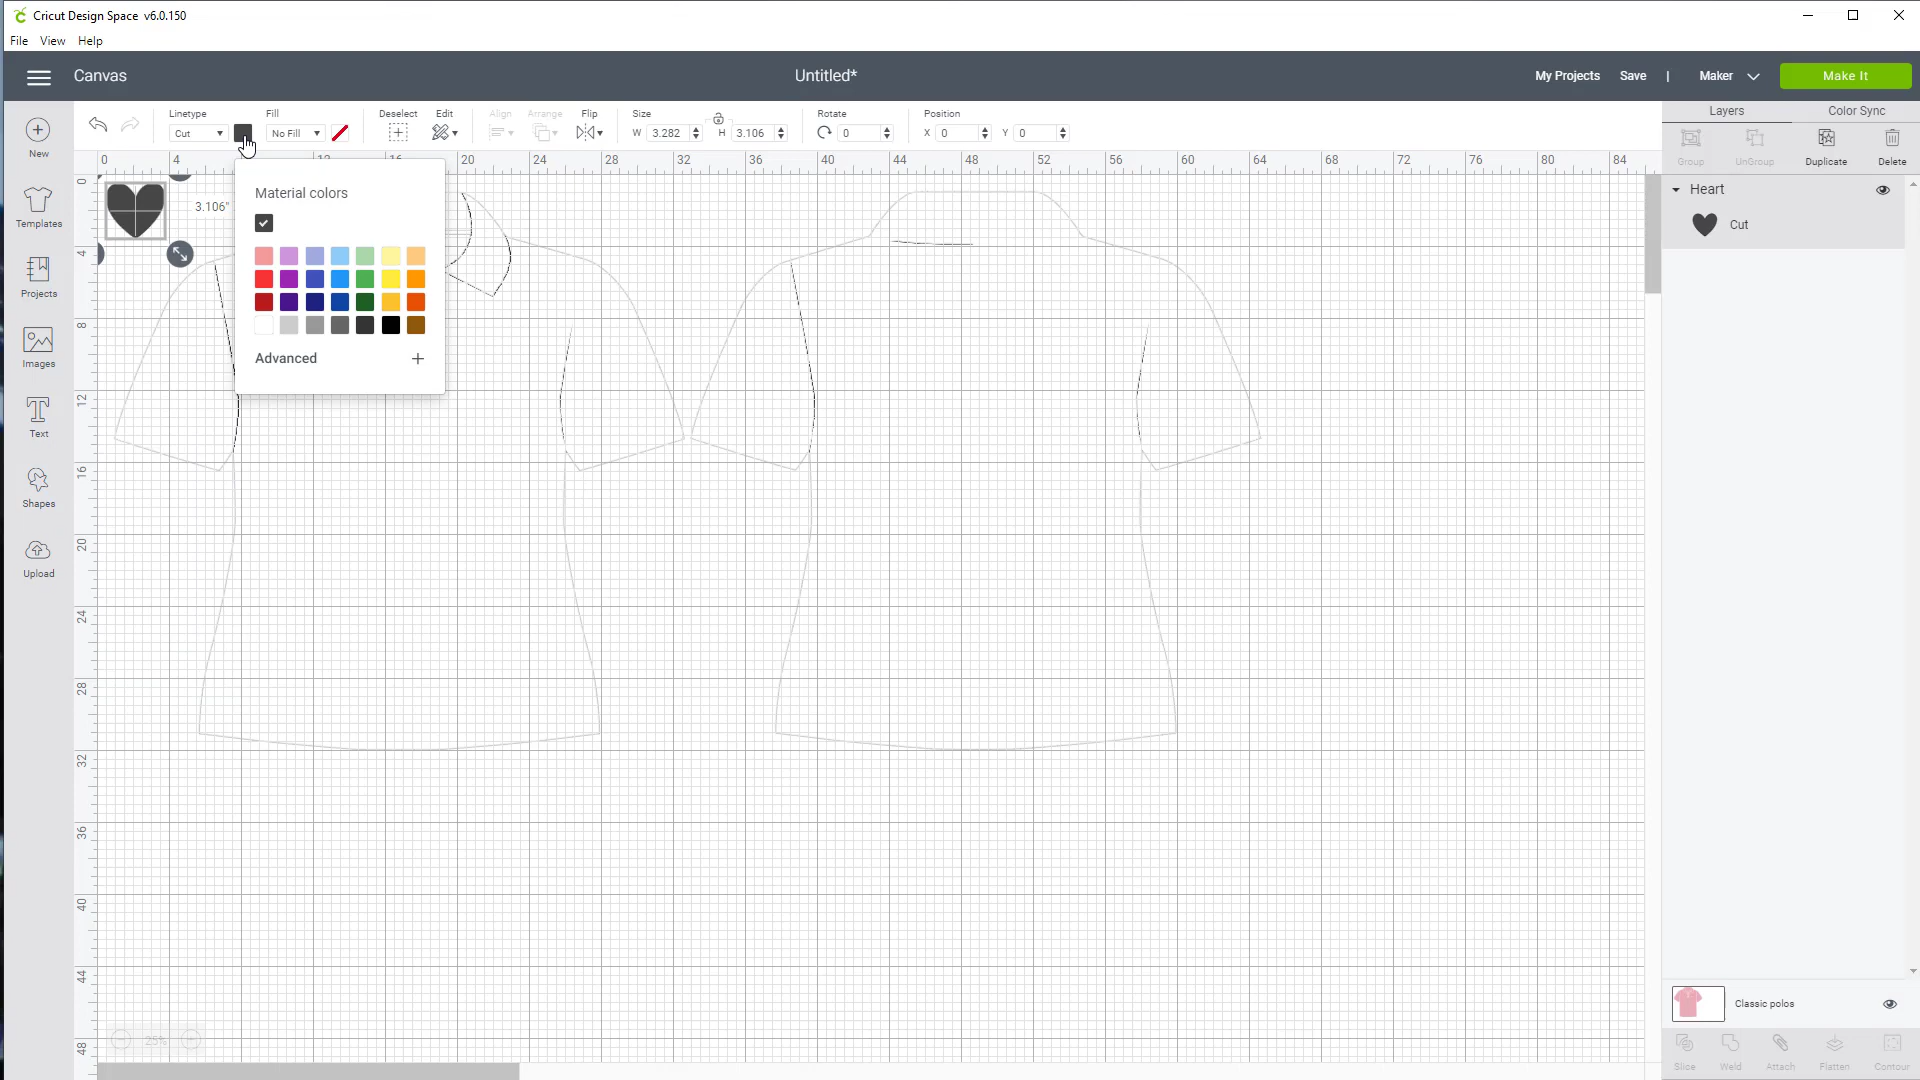 Cricut Design Space v6.0.150
File View Help
Canvas
Untitled*
My Projects Save | Maker Make It
Linetype
Cut
Fill
No Fill
Deselect
Edit
Align
Arrange
Flip
Size
W 3.282
H 3.106
Rotate
0
Position
X 0
Y 0
Layers
Color Sync
Group
UnGroup
Duplicate
Delete
New
Templates
Projects
Images
Text
Shapes
Upload
0 4 12 16 20 24 28 32 36 40 44 48 52 56 60 64 68 72 76 80 84
0
4
8
12
16
20
24
28
32
36
40
44
48
3.106"
Material colors
Advanced
Heart
Cut
25%
Classic polos
Slice
Weld
Attach
Flatten
Contour